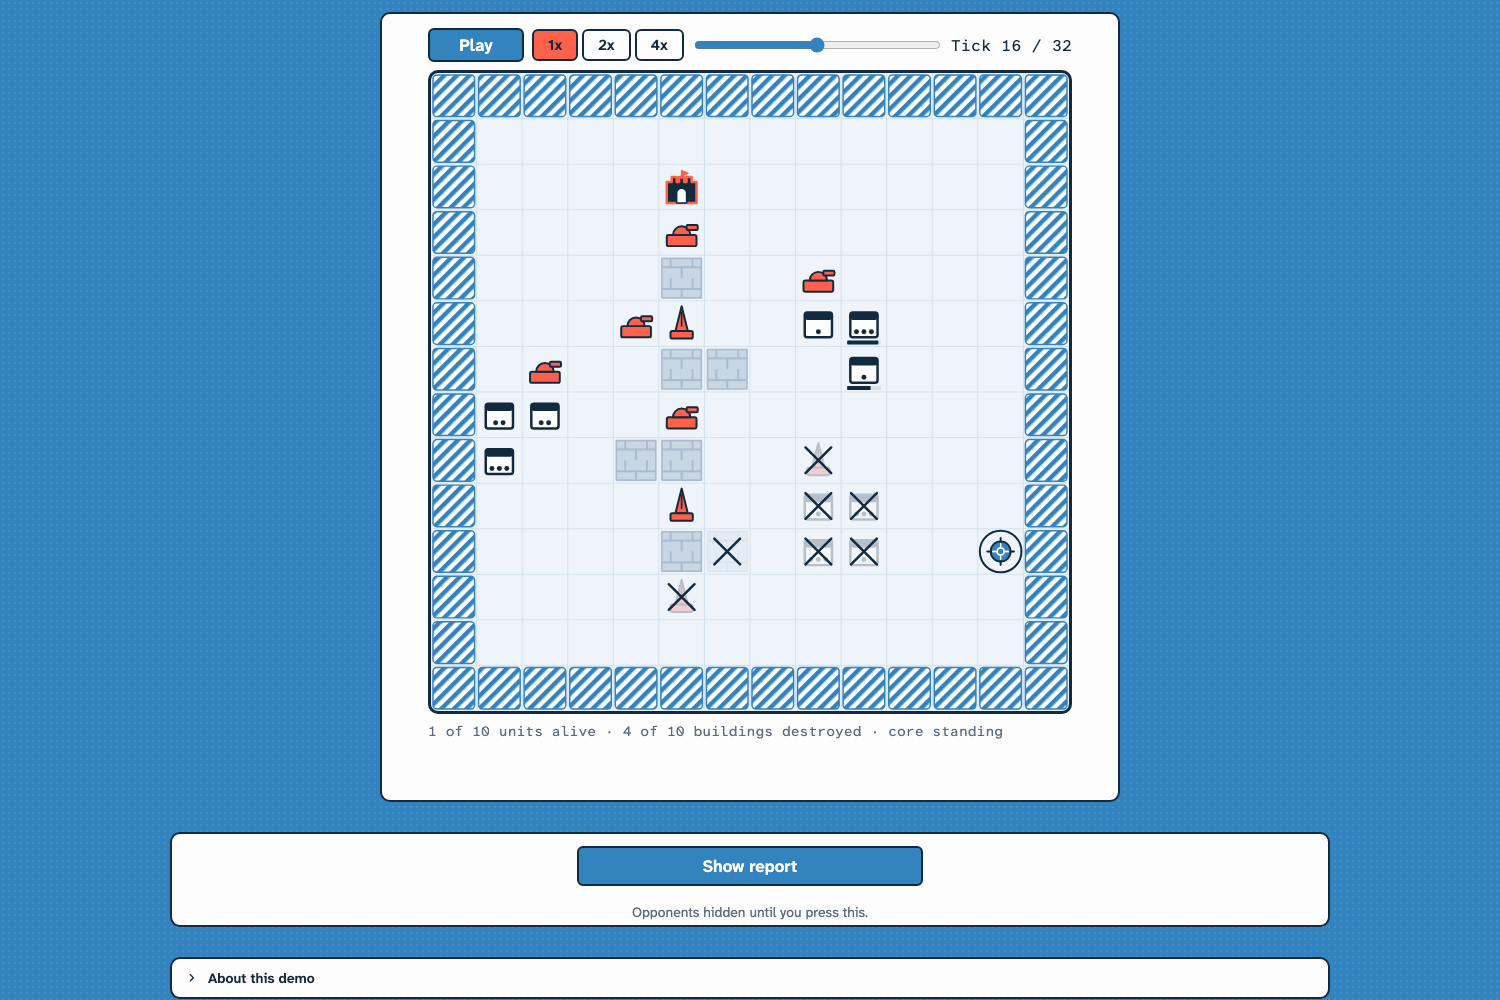 Play
1x
2x
4x
Tick 16 / 32
1 of 10 units alive · 4 of 10 buildings destroyed · core standing
Show report
Opponents hidden until you press this.
About this demo